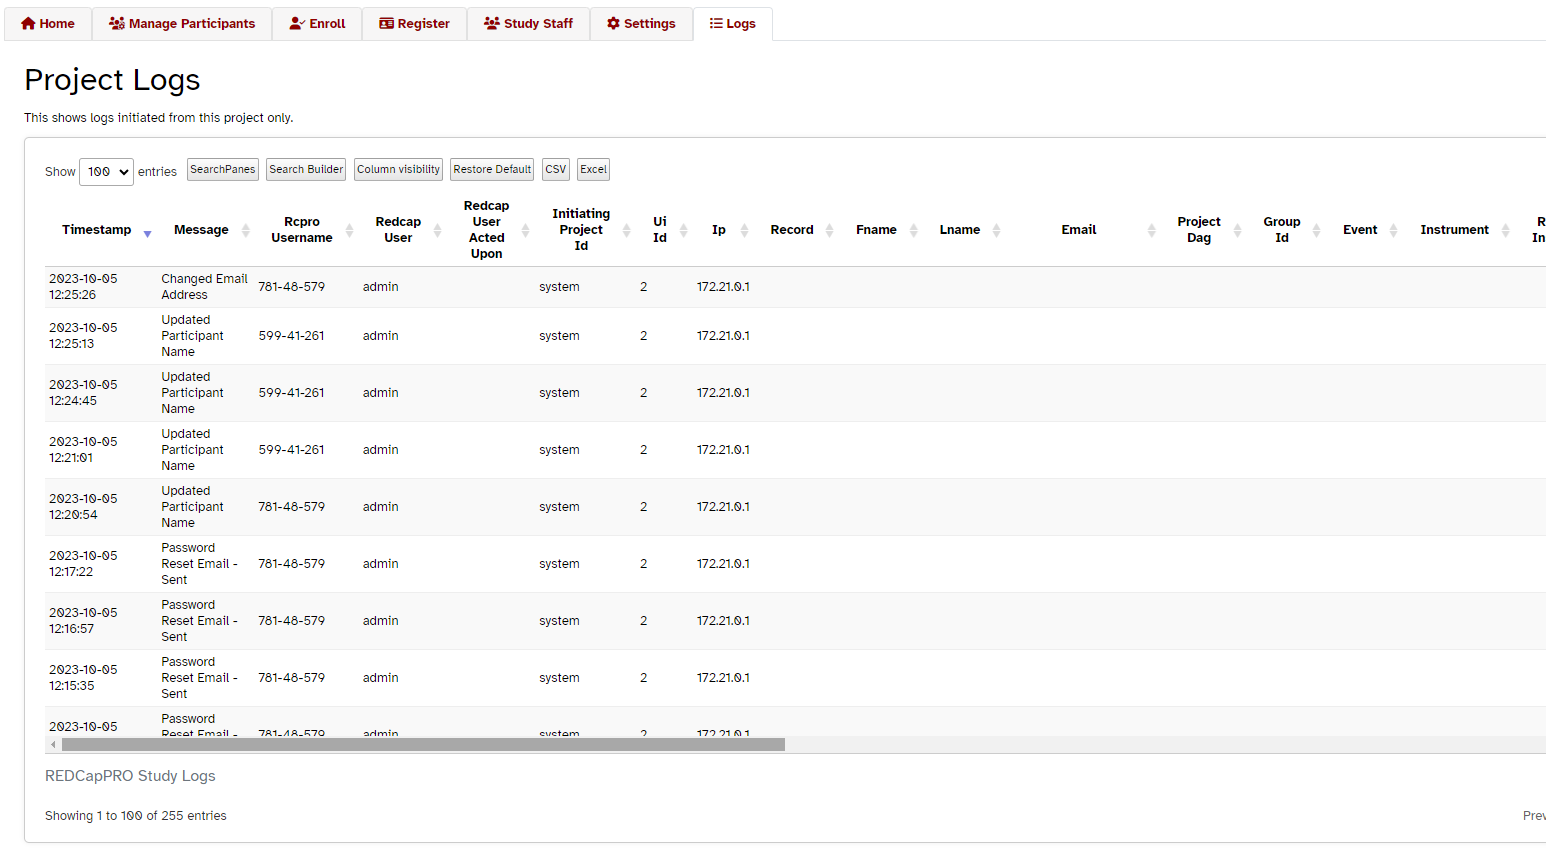 Home Manage Participants Enroll Register Study Staff Settings Logs
Project Logs
This shows logs initiated from this project only.
Show 100 entries SearchPanes Search Builder Column visibility Restore Default CSV Excel
Timestamp Message Rcpro Username Redcap User Redcap User Acted Upon Initiating Project Id Ui Id Ip Record Fname Lname Email Project Dag Group Id Event Instrument R In
2023-10-05 12:25:26 Changed Email Address 781-48-579 admin system 2 172.21.0.1
2023-10-05 12:25:13 Updated Participant Name 599-41-261 admin system 2 172.21.0.1
2023-10-05 12:24:45 Updated Participant Name 599-41-261 admin system 2 172.21.0.1
2023-10-05 12:21:01 Updated Participant Name 599-41-261 admin system 2 172.21.0.1
2023-10-05 12:20:54 Updated Participant Name 781-48-579 admin system 2 172.21.0.1
2023-10-05 12:17:22 Password Reset Email - Sent 781-48-579 admin system 2 172.21.0.1
2023-10-05 12:16:57 Password Reset Email - Sent 781-48-579 admin system 2 172.21.0.1
2023-10-05 12:15:35 Password Reset Email - Sent 781-48-579 admin system 2 172.21.0.1
2023-10-05 Password Reset Email - 781-48-579 admin system 2 172.21.0.1
REDCapPRO Study Logs
Showing 1 to 100 of 255 entries
Prev